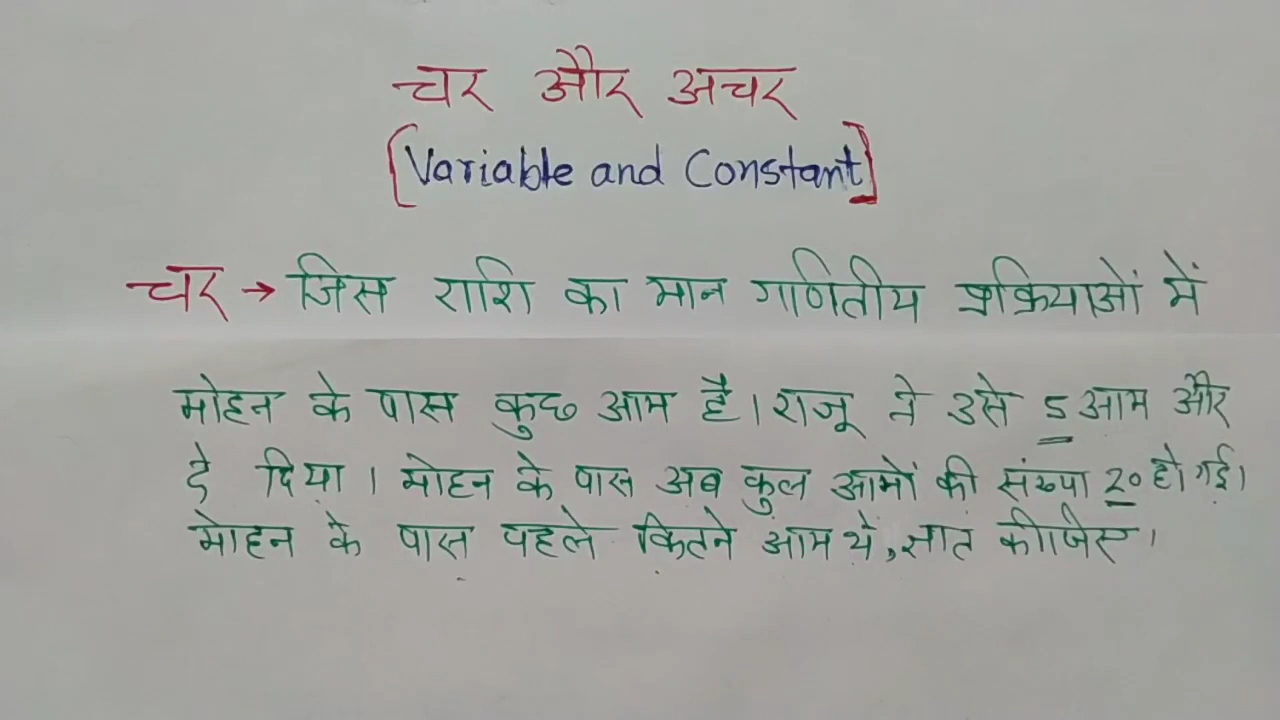 चर और अचर
[Variable and Constant]
चर → जिस राशि का मान गणितीय प्रक्रियाओं में
मोहन के पास कुछ आम है। राजू ने उसे 5 आम और
दे दिया। मोहन के पास अब कुल आमों की संख्या 20 हो गई।
मोहन के पास पहले कितने आम थे, ज्ञात कीजिए।